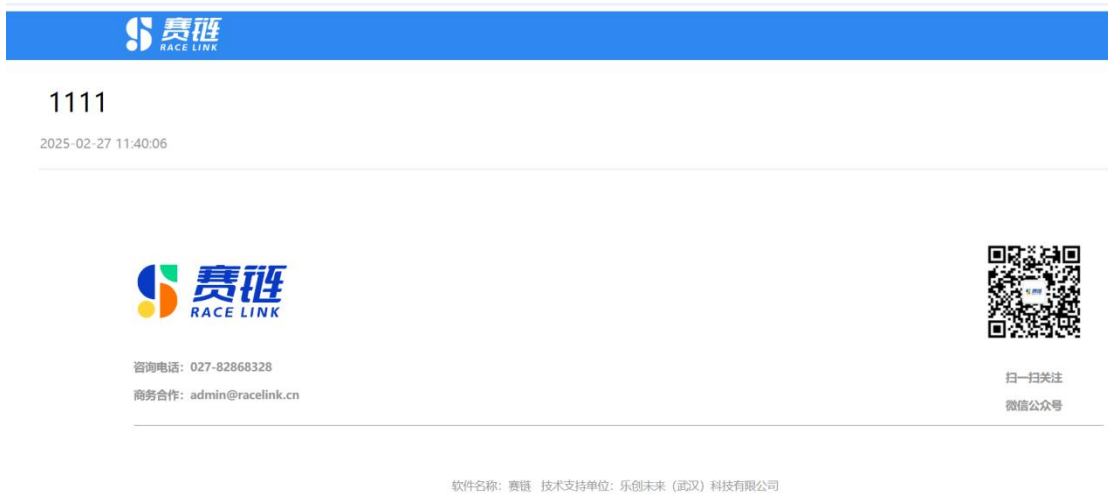 赛链
RACE LINK
1111
2025-02-27 11:40:06
赛链
RACE LINK
咨询电话：027-82868328
商务合作：admin@racelink.cn
扫一扫关注
微信公众号
软件名称：赛链 技术支持单位：乐创未来（武汉）科技有限公司